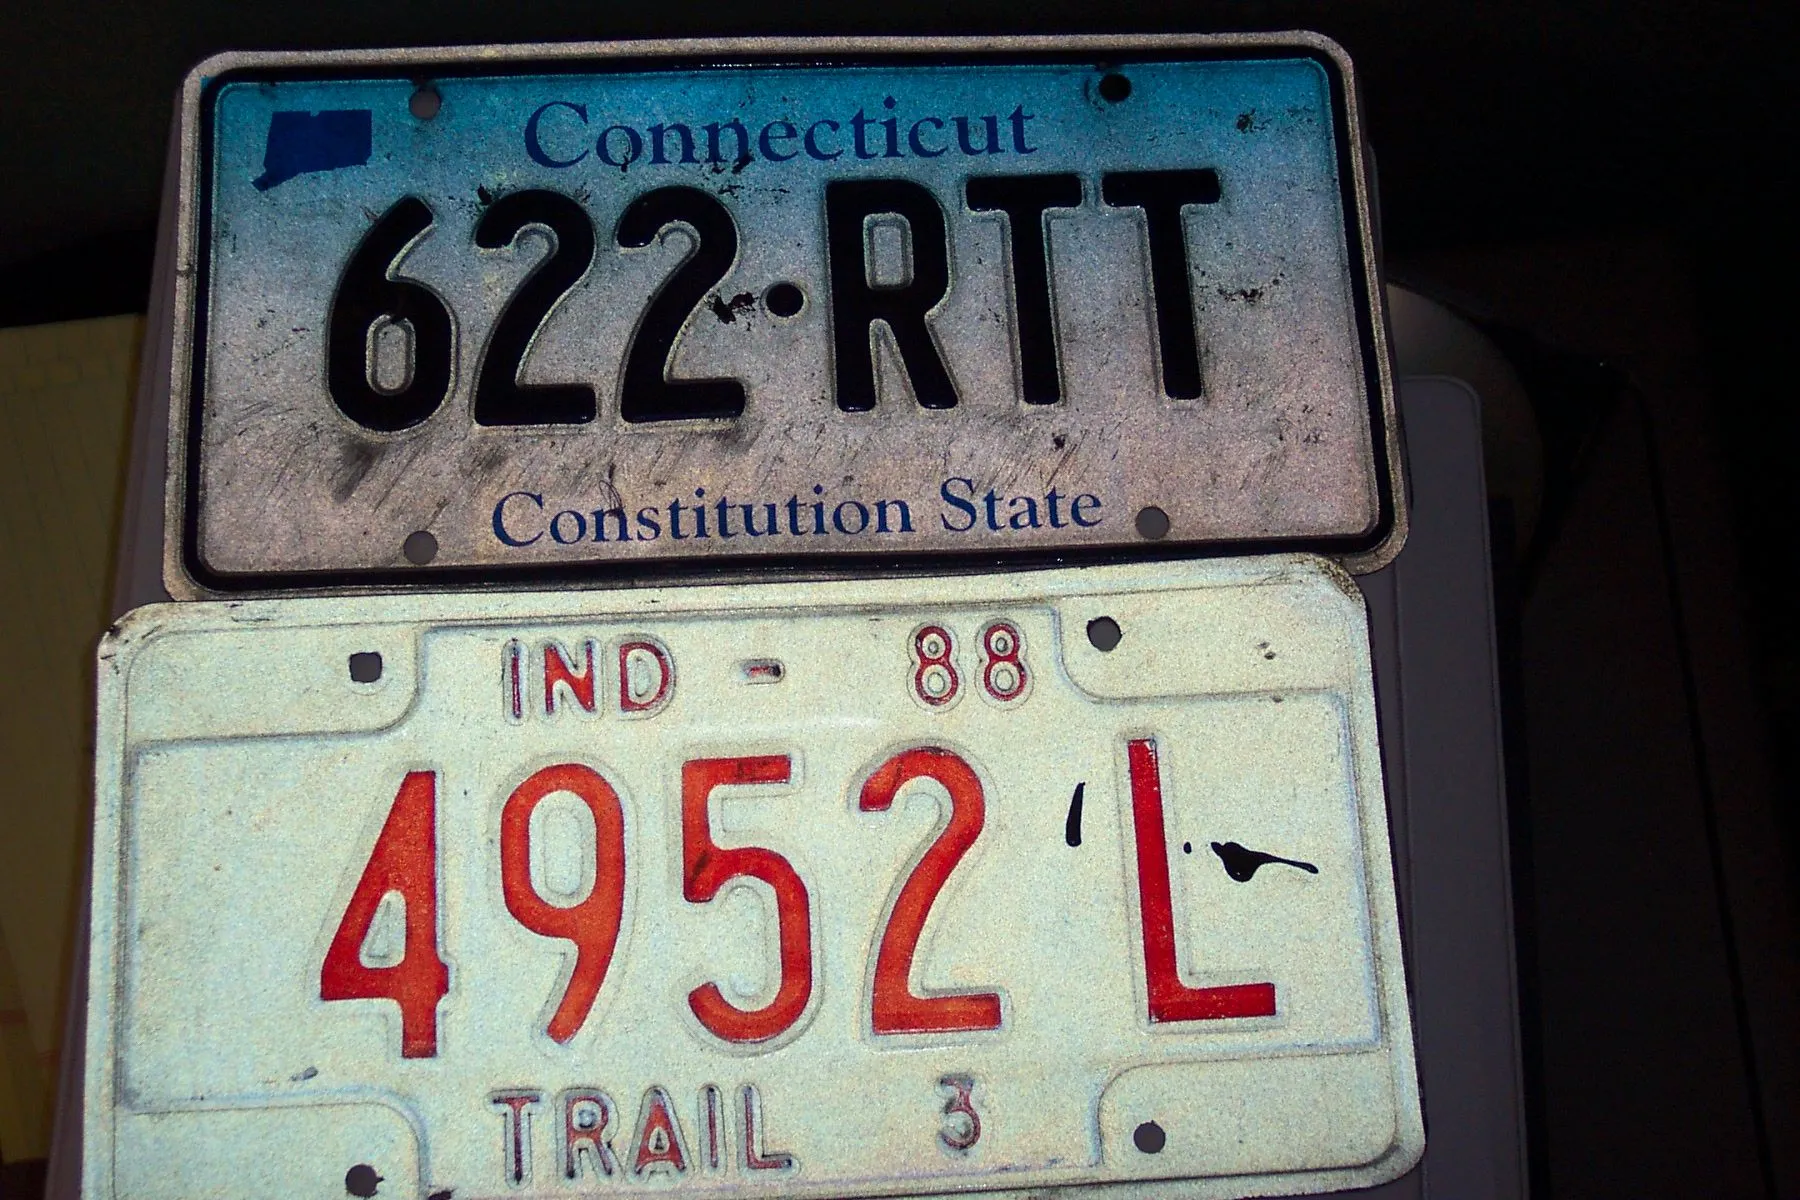 Connecticut
622·RTT
Constitution State
IND - 88
4952 L
TRAIL 3